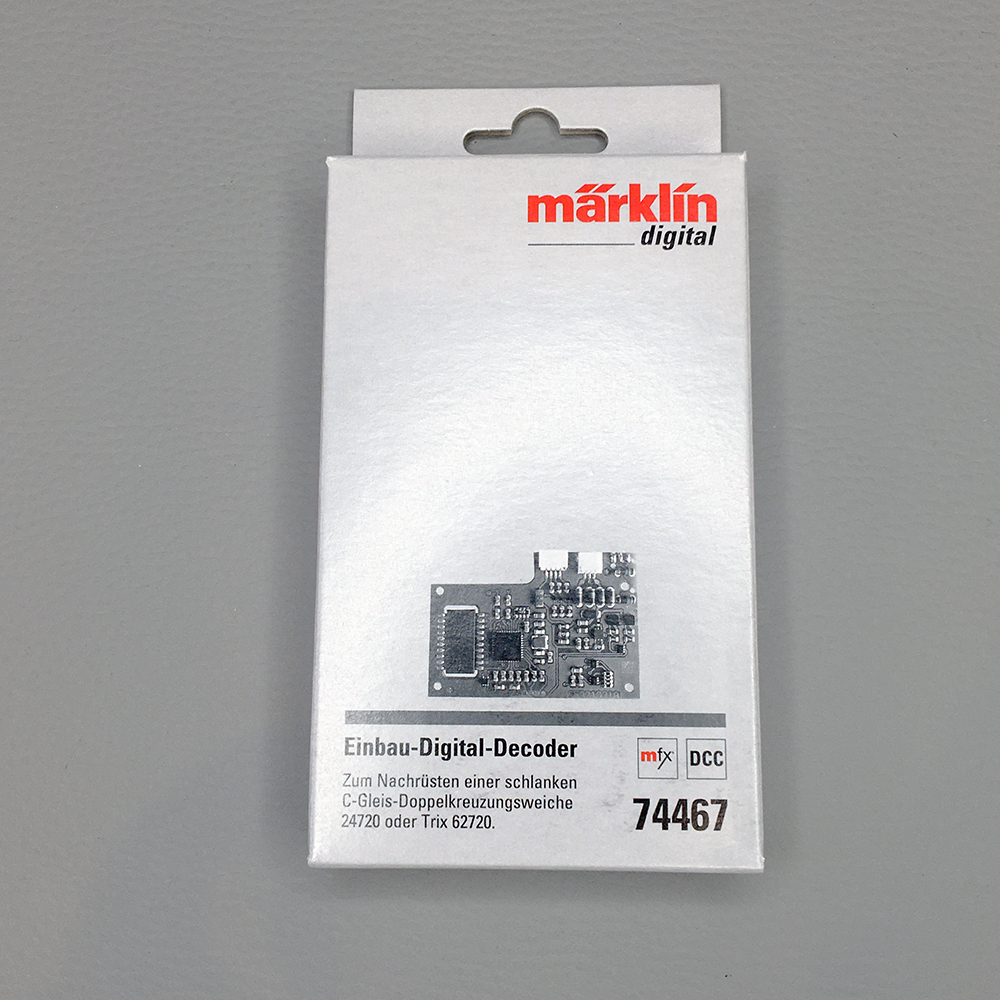 märklin
digital
Einbau-Digital-Decoder
mfx
DCC
Zum Nachrüsten einer schlanken
C-Gleis-Doppelkreuzungsweiche
24720 oder Trix 62720.
74467